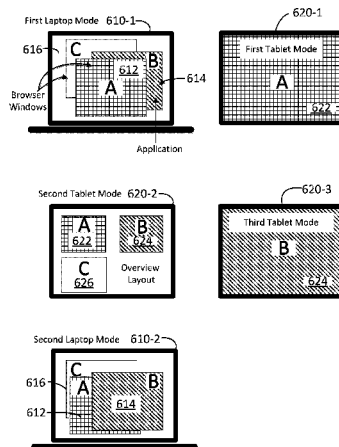 First Laptop Mode 610-1
616
C
612
B
614
A
Browser
Windows
Application
620-1
First Tablet Mode
A
622
Second Tablet Mode 620-2
A
622
B
624
C
626
Overview
Layout
620-3
Third Tablet Mode
B
624
Second Laptop Mode 610-2
C
616
A
B
612
614